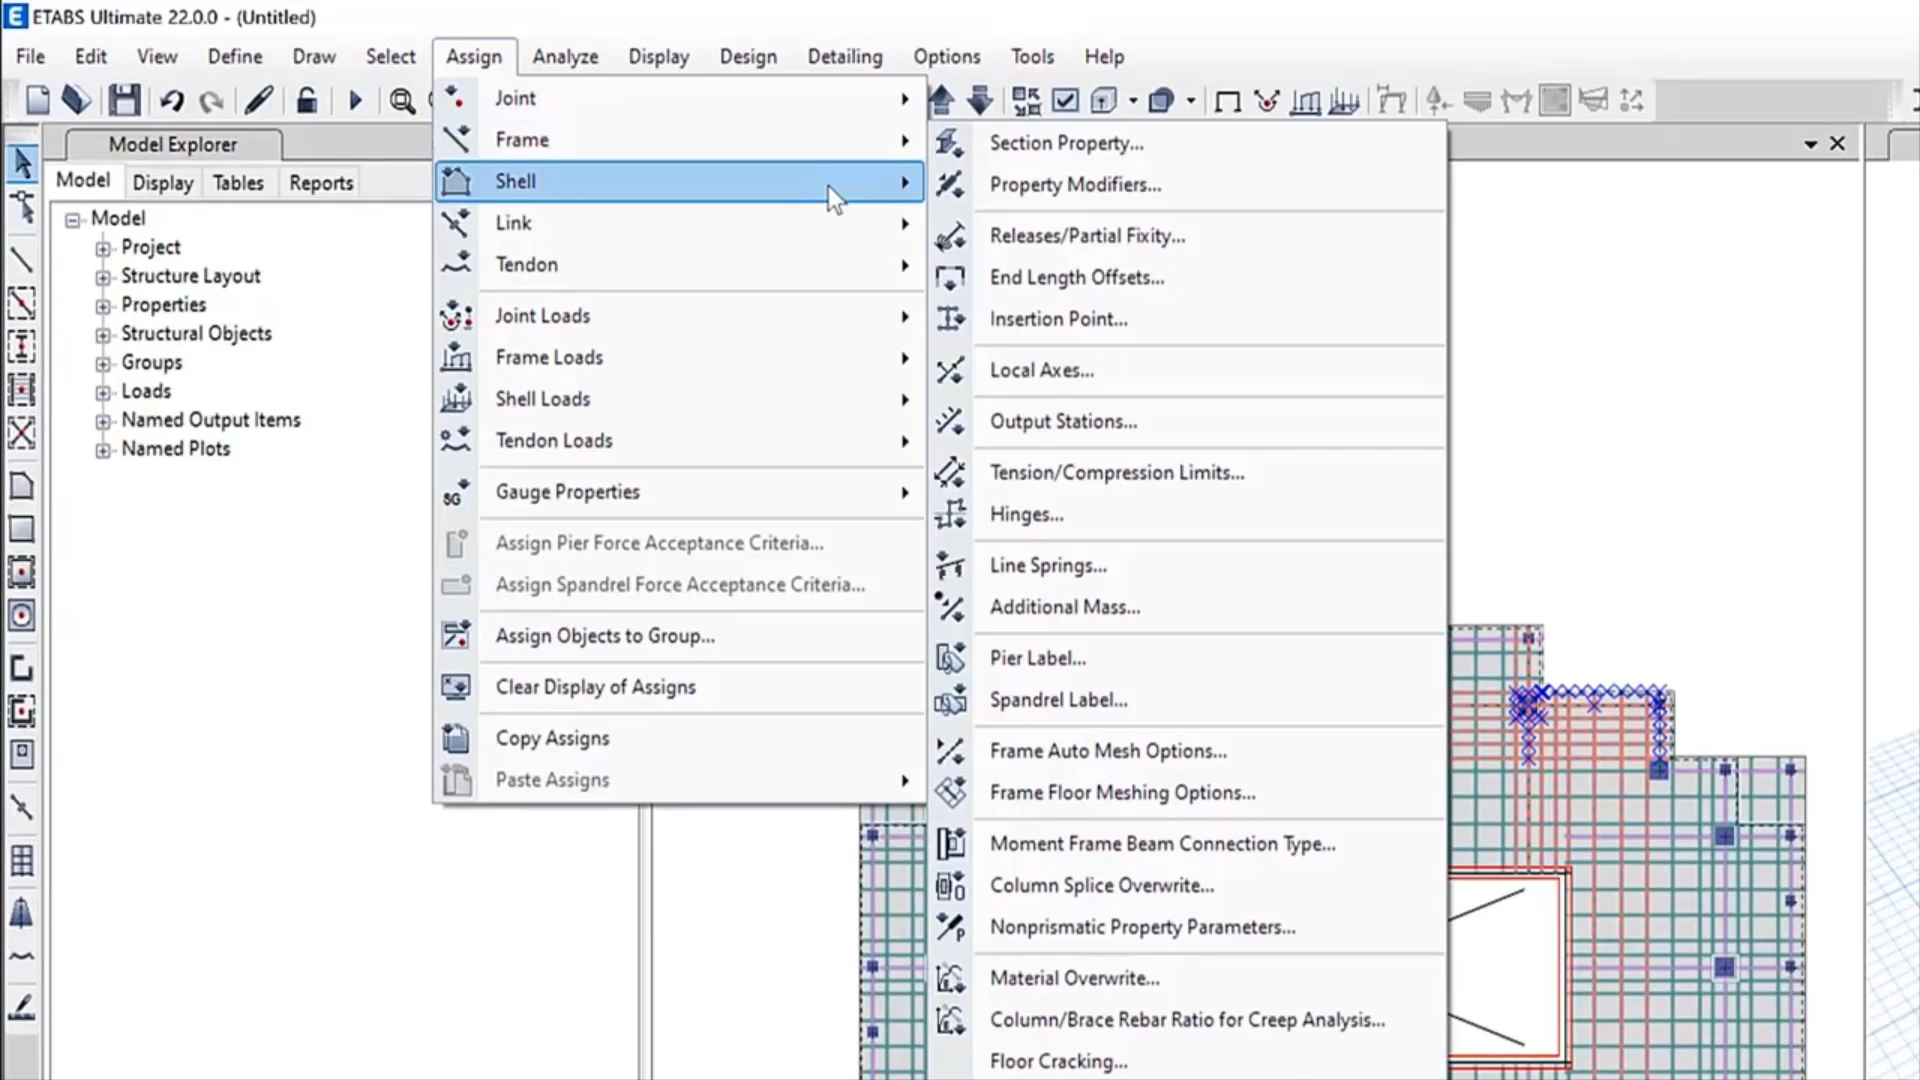 ETABS Ultimate 22.0.0 - (Untitled)
File Edit View Define Draw Select Assign Analyze Display Design Detailing Options Tools Help
Model Explorer
Model Display Tables Reports
Model
Project
Structure Layout
Properties
Structural Objects
Groups
Loads
Named Output Items
Named Plots
Joint
Frame
Shell
Link
Tendon
Joint Loads
Frame Loads
Shell Loads
Tendon Loads
SG Gauge Properties
Assign Pier Force Acceptance Criteria...
Assign Spandrel Force Acceptance Criteria...
Assign Objects to Group...
Clear Display of Assigns
Copy Assigns
Paste Assigns
Section Property...
Property Modifiers...
Releases/Partial Fixity...
End Length Offsets...
Insertion Point...
Local Axes...
Output Stations...
Tension/Compression Limits...
Hinges...
Line Springs...
Additional Mass...
Pier Label...
Spandrel Label...
Frame Auto Mesh Options...
Frame Floor Meshing Options...
Moment Frame Beam Connection Type...
Column Splice Overwrite...
Nonprismatic Property Parameters...
Material Overwrite...
Column/Brace Rebar Ratio for Creep Analysis...
Floor Cracking...